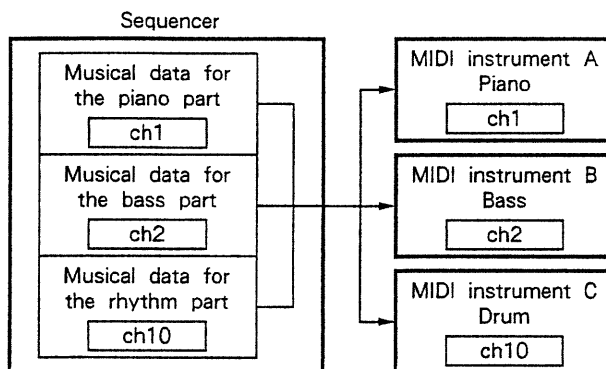 Sequencer
Musical data for
the piano part
ch1
Musical data for
the bass part
ch2
Musical data for
the rhythm part
ch10
MIDI instrument A
Piano
ch1
MIDI instrument B
Bass
ch2
MIDI instrument C
Drum
ch10